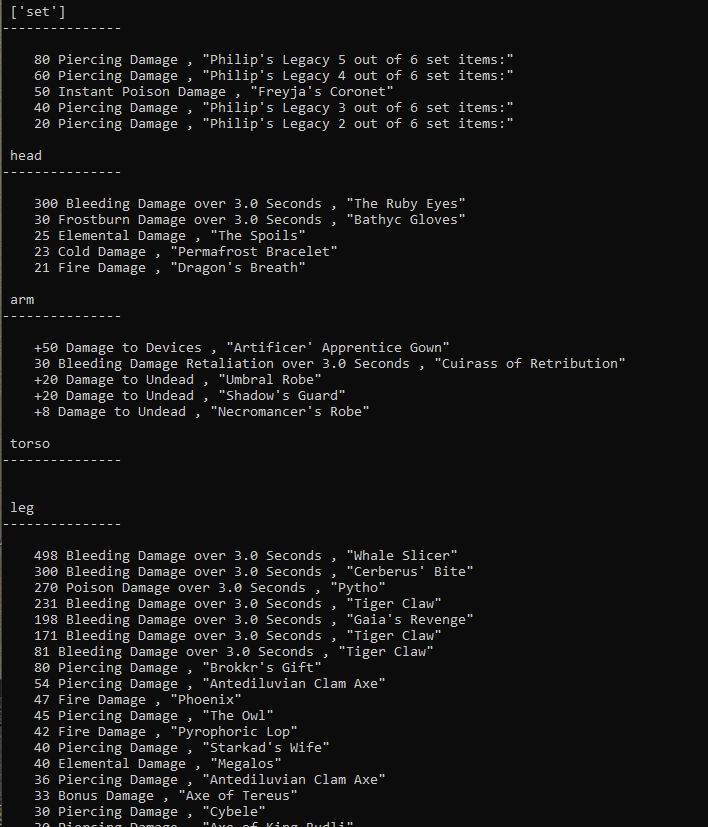 ['set']
---------------
80 Piercing Damage , "Philip's Legacy 5 out of 6 set items:"
60 Piercing Damage , "Philip's Legacy 4 out of 6 set items:"
50 Instant Poison Damage , "Freyja's Coronet"
40 Piercing Damage , "Philip's Legacy 3 out of 6 set items:"
20 Piercing Damage , "Philip's Legacy 2 out of 6 set items:"
head
---------------
300 Bleeding Damage over 3.0 Seconds , "The Ruby Eyes"
30 Frostburn Damage over 3.0 Seconds , "Bathyc Gloves"
25 Elemental Damage , "The Spoils"
23 Cold Damage , "Permafrost Bracelet"
21 Fire Damage , "Dragon's Breath"
arm
---------------
+50 Damage to Devices , "Artificer' Apprentice Gown"
30 Bleeding Damage Retaliation over 3.0 Seconds , "Cuirass of Retribution"
+20 Damage to Undead , "Umbral Robe"
+20 Damage to Undead , "Shadow's Guard"
+8 Damage to Undead , "Necromancer's Robe"
torso
---------------
leg
---------------
498 Bleeding Damage over 3.0 Seconds , "Whale Slicer"
300 Bleeding Damage over 3.0 Seconds , "Cerberus' Bite"
270 Poison Damage over 3.0 Seconds , "Pytho"
231 Bleeding Damage over 3.0 Seconds , "Tiger Claw"
198 Bleeding Damage over 3.0 Seconds , "Gaia's Revenge"
171 Bleeding Damage over 3.0 Seconds , "Tiger Claw"
81 Bleeding Damage over 3.0 Seconds , "Tiger Claw"
80 Piercing Damage , "Brokkr's Gift"
54 Piercing Damage , "Antediluvian Clam Axe"
47 Fire Damage , "Phoenix"
45 Piercing Damage , "The Owl"
42 Fire Damage , "Pyrophoric Lop"
40 Piercing Damage , "Starkad's Wife"
40 Elemental Damage , "Megalos"
36 Piercing Damage , "Antediluvian Clam Axe"
33 Bonus Damage , "Axe of Tereus"
30 Piercing Damage , "Cybele"
Piercing Damage , "Axe of King